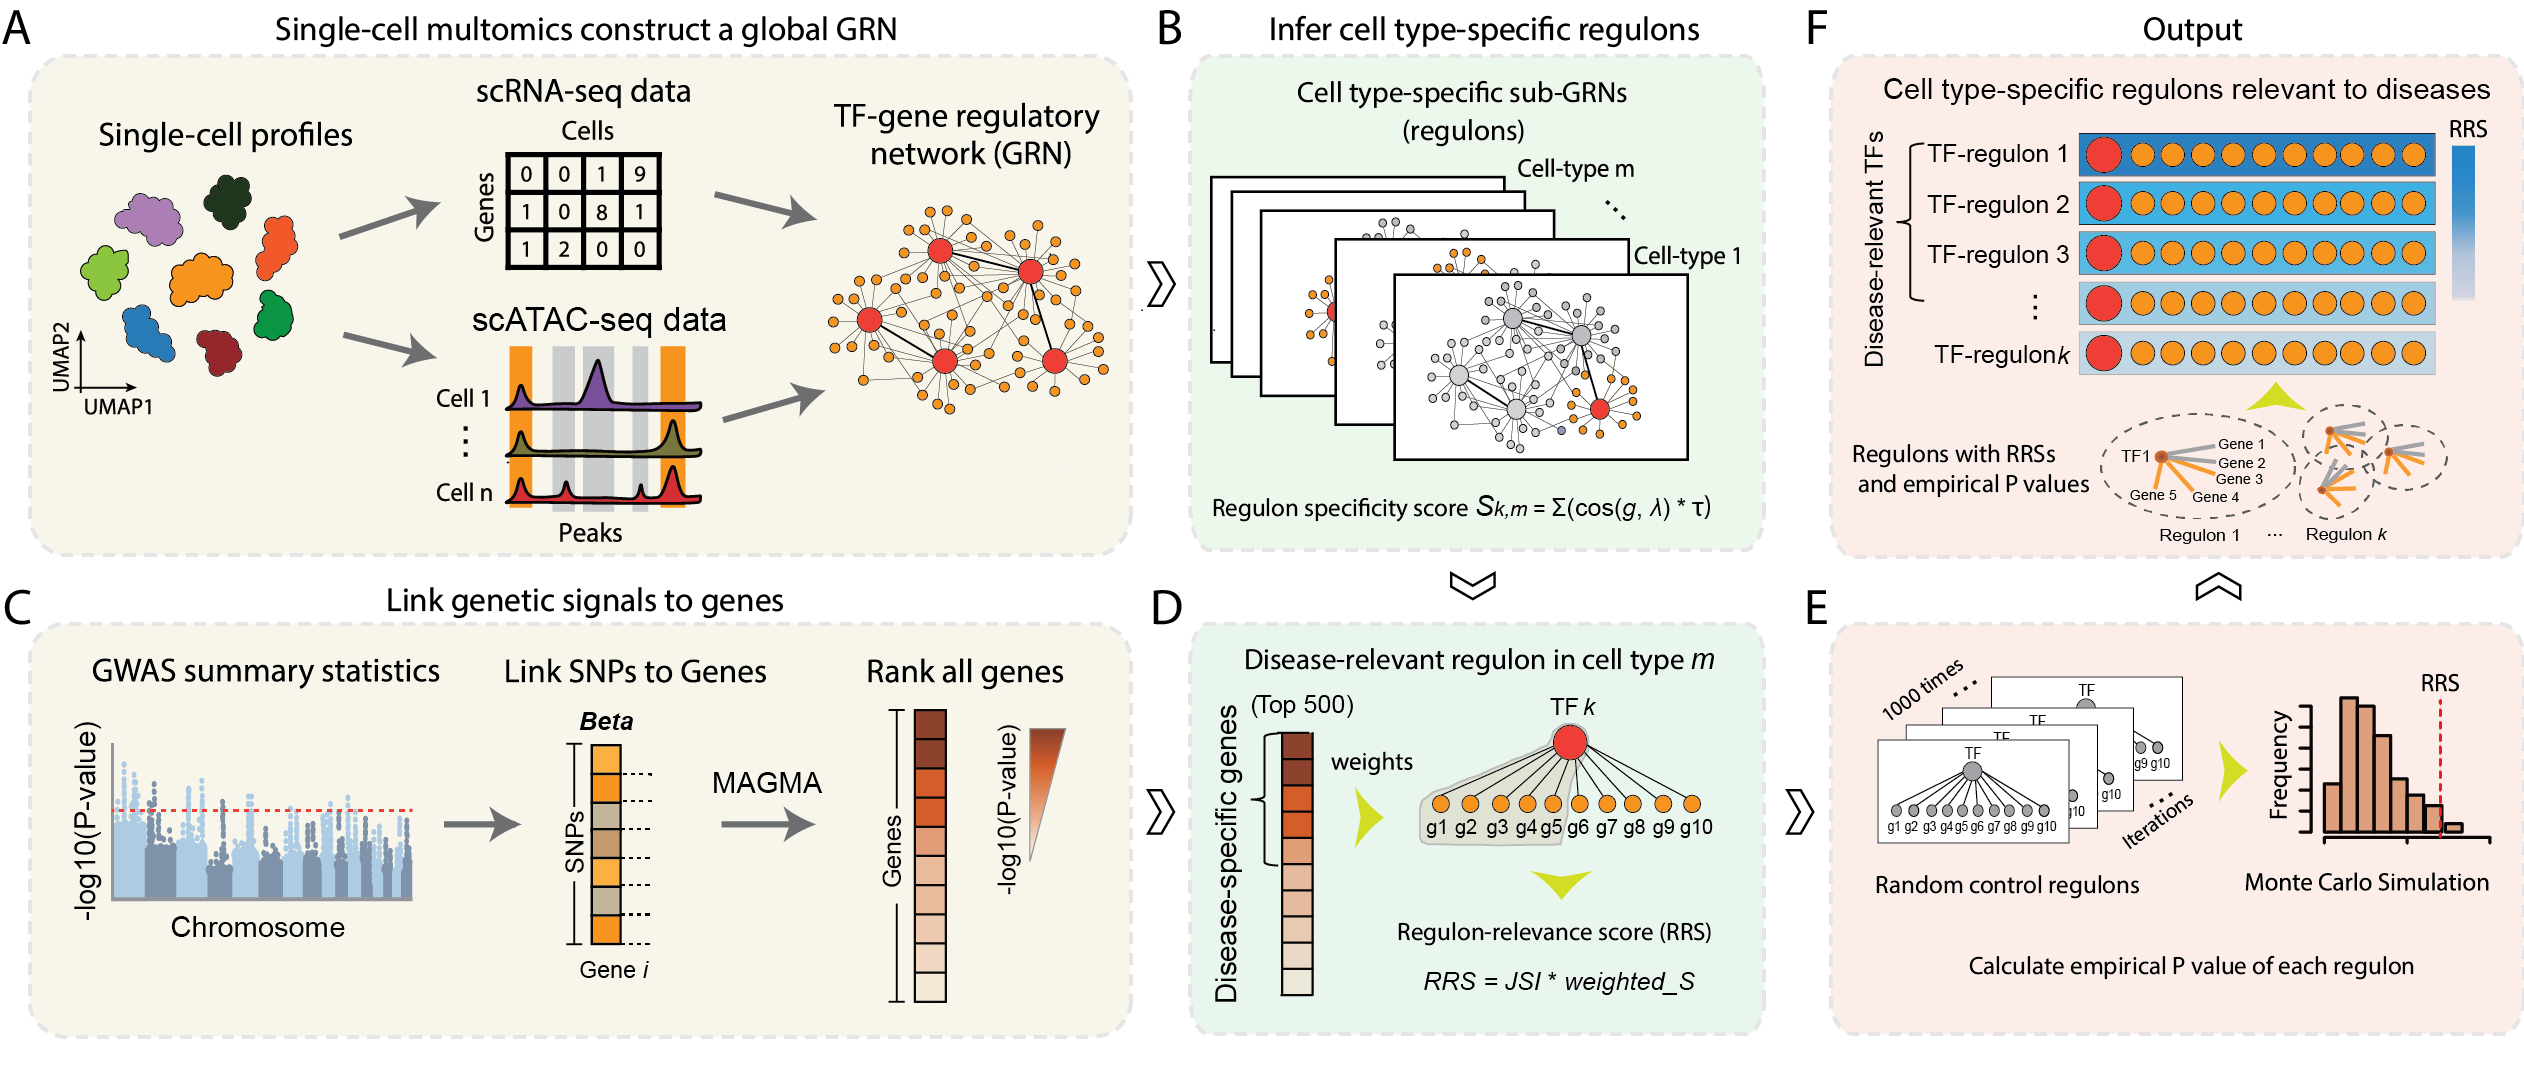 A
Single-cell multomics construct a global GRN
Single-cell profiles
UMAP2
UMAP1
scRNA-seq data
Cells
Genes
0 0 1 9
1 0 8 1
1 2 0 0
scATAC-seq data
Cell 1
⋮
Cell n
Peaks
TF-gene regulatory
network (GRN)
B
Infer cell type-specific regulons
Cell type-specific sub-GRNs
(regulons)
Cell-type m
Cell-type 1
Regulon specificity score Sk,m = Σ(cos(g, λ) * τ)
C
Link genetic signals to genes
GWAS summary statistics
-log10(P-value)
Chromosome
Link SNPs to Genes
Beta
SNPs
Gene i
MAGMA
Rank all genes
Genes
-log10(P-value)
D
Disease-relevant regulon in cell type m
(Top 500)
Disease-specific genes
weights
TF k
g1 g2 g3 g4 g5 g6 g7 g8 g9 g10
Regulon-relevance score (RRS)
RRS = JSI * weighted_S
E
1000 times
TF
TF
TF
TF
g9 g10
g10
g10
g1 g2 g3 g4 g5 g6 g7 g8 g9 g10
Iterations
Random control regulons
RRS
Frequency
Monte Carlo Simulation
Calculate empirical P value of each regulon
F
Output
Cell type-specific regulons relevant to diseases
RRS
Disease-relevant TFs
TF-regulon 1
TF-regulon 2
TF-regulon 3
⋮
TF-regulonk
Regulons with RRSs
and empirical P values
TF1
Gene 1
Gene 2
Gene 3
Gene 4
Gene 5
Regulon 1 ... Regulon k